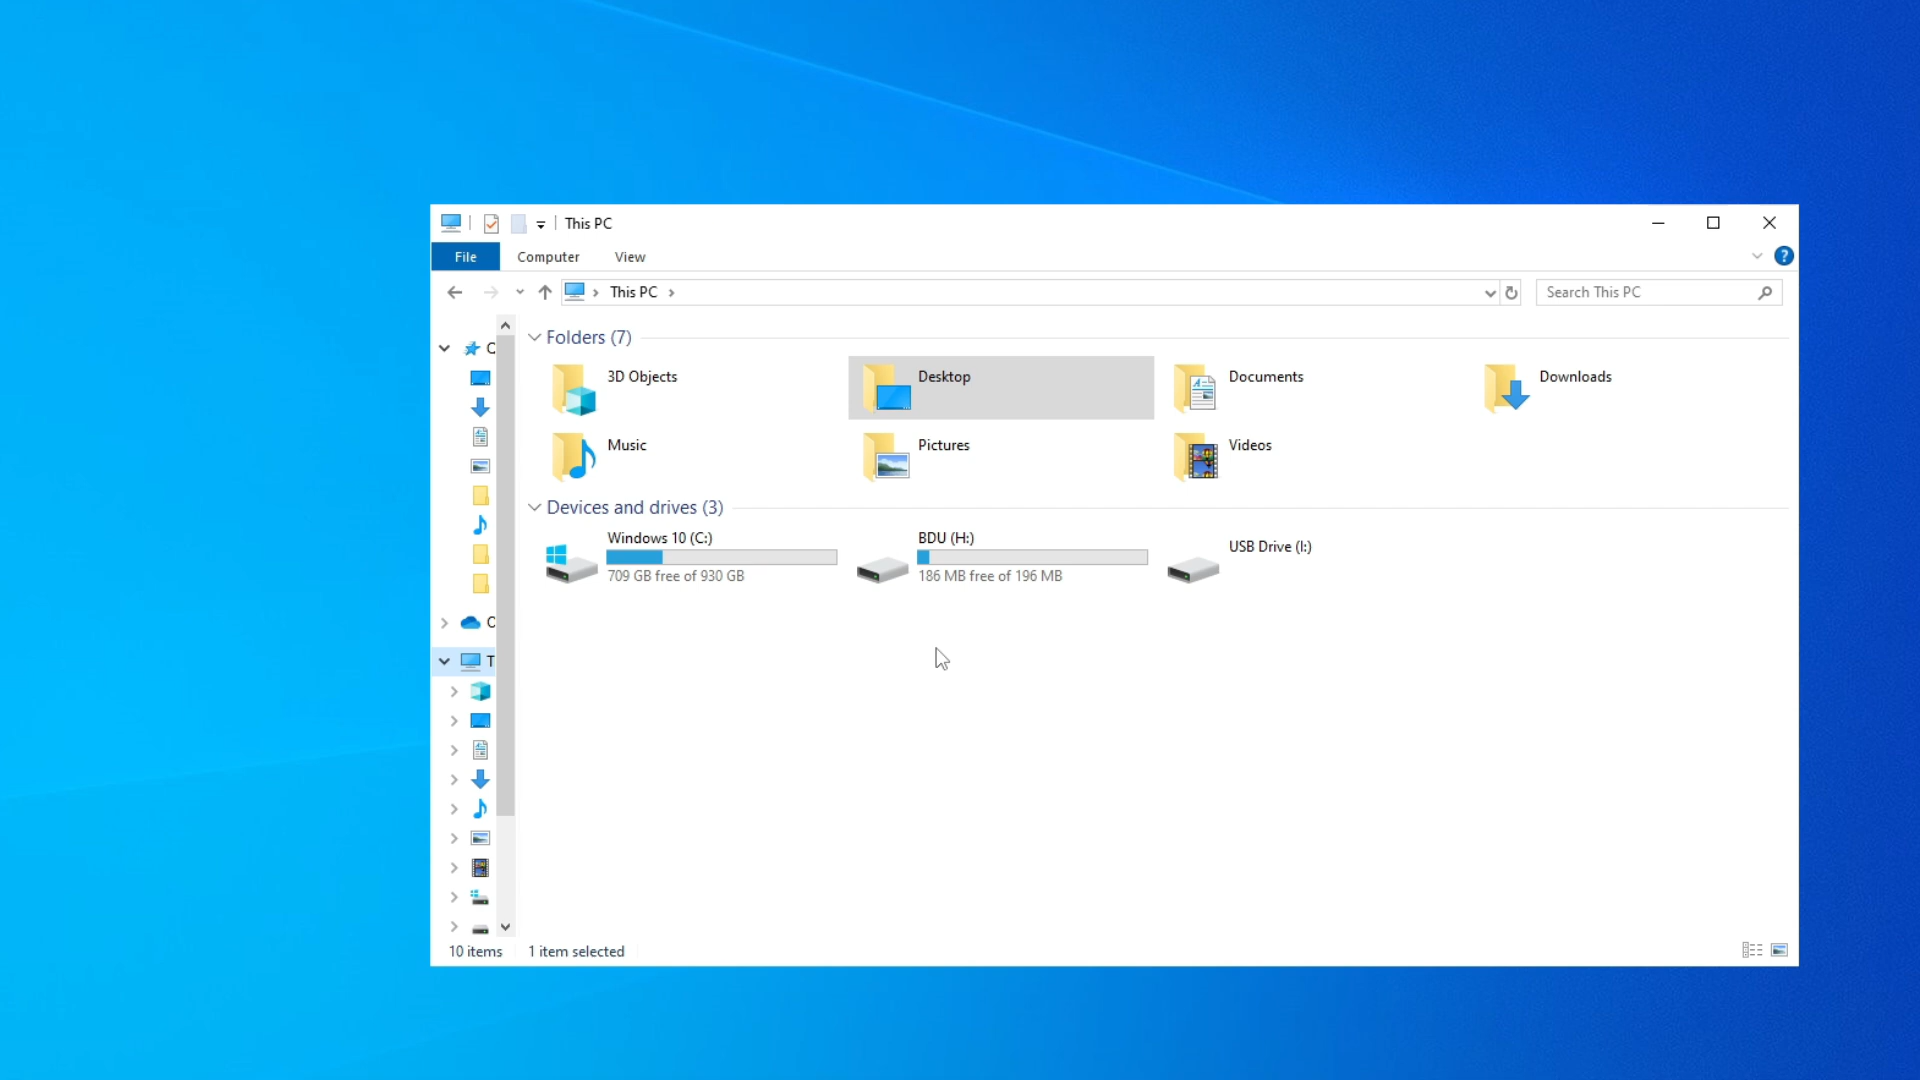 This PC
File Computer View
This PC
Search This PC
Folders (7)
3D Objects Desktop Documents Downloads
Music Pictures Videos
Devices and drives (3)
Windows 10 (C:)
709 GB free of 930 GB
BDU (H:)
186 MB free of 196 MB
USB Drive (I:)
10 items 1 item selected